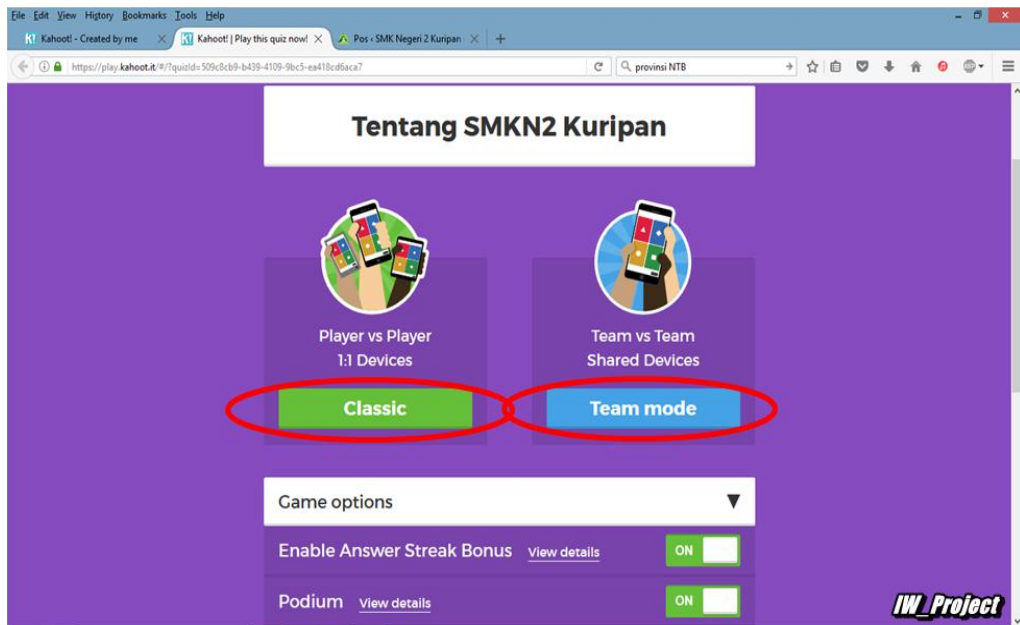 File Edit View History Bookmarks Tools Help
Kahoot! - Created by me
Kahoot! | Play this quiz now!
Pos ‹ SMK Negeri 2 Kuripan
https://play.kahoot.it/#/?quizId=509c8cb9-b439-4109-9bc5-ea418cd6aca7
provinsi NTB
Tentang SMKN2 Kuripan
Player vs Player
1:1 Devices
Classic
Team vs Team
Shared Devices
Team mode
Game options
Enable Answer Streak Bonus View details ON
Podium View details ON
IW_Project